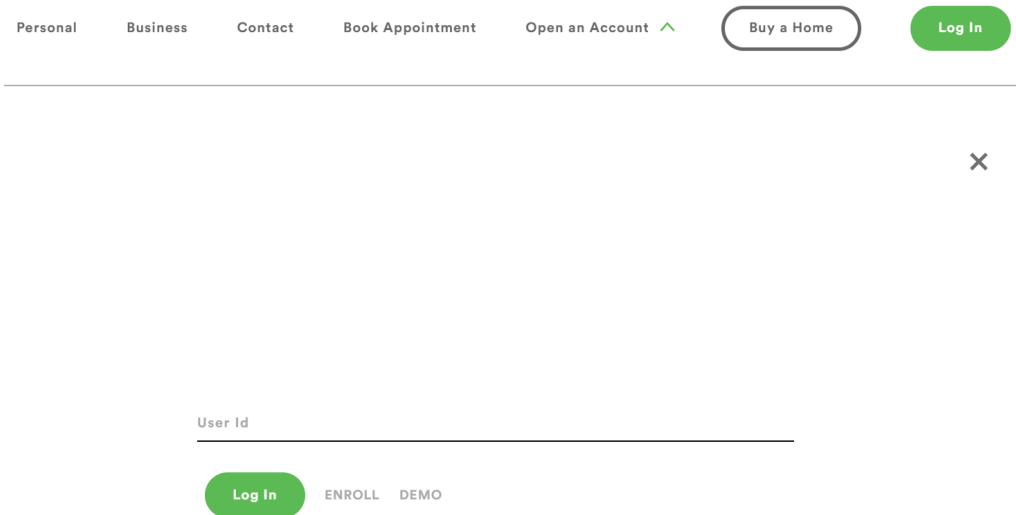 Personal Business Contact Book Appointment Open an Account Buy a Home Log In
User Id
Log In ENROLL DEMO